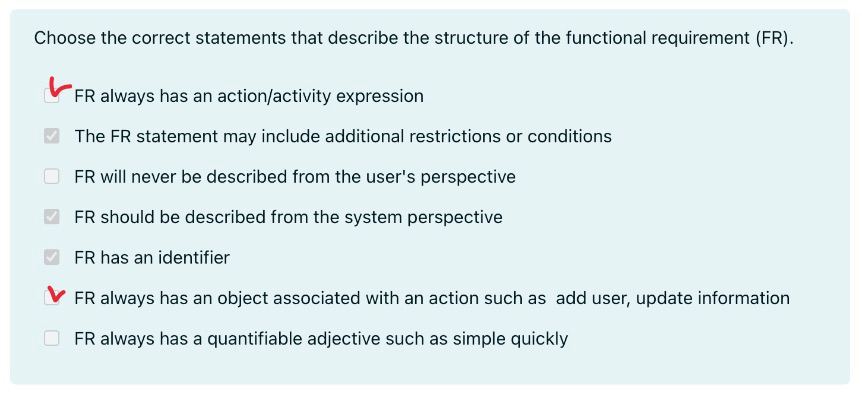 Choose the correct statements that describe the structure of the functional requirement (FR).
FR always has an action/activity expression
The FR statement may include additional restrictions or conditions
FR will never be described from the user's perspective
FR should be described from the system perspective
FR has an identifier
FR always has an object associated with an action such as  add user, update information
FR always has a quantifiable adjective such as simple quickly